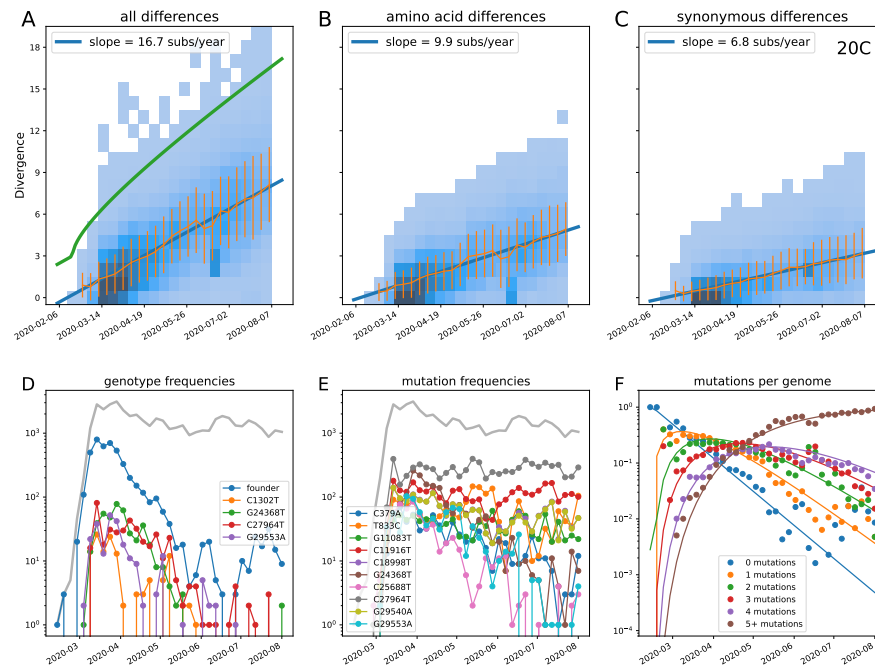 A
all differences
B
amino acid differences
C
synonymous differences
slope = 16.7 subs/year
slope = 9.9 subs/year
slope = 6.8 subs/year
20C
Divergence
18
15
12
9
6
3
0
2020-02-06
2020-03-14
2020-04-19
2020-05-26
2020-07-02
2020-08-07
2020-02-06
2020-03-14
2020-04-19
2020-05-26
2020-07-02
2020-08-07
2020-02-06
2020-03-14
2020-04-19
2020-05-26
2020-07-02
2020-08-07
D
genotype frequencies
10³
10²
10¹
10⁰
founder
C1302T
G24368T
C27964T
G29553A
2020-03
2020-04
2020-05
2020-06
2020-07
2020-08
E
mutation frequencies
10³
10²
10¹
10⁰
C379A
T833C
G11083T
C11916T
C18998T
G24368T
C25688T
C27964T
G29540A
G29553A
2020-03
2020-04
2020-05
2020-06
2020-07
2020-08
F
mutations per genome
10⁰
10⁻¹
10⁻²
10⁻³
10⁻⁴
0 mutations
1 mutations
2 mutations
3 mutations
4 mutations
5+ mutations
2020-03
2020-04
2020-05
2020-06
2020-07
2020-08